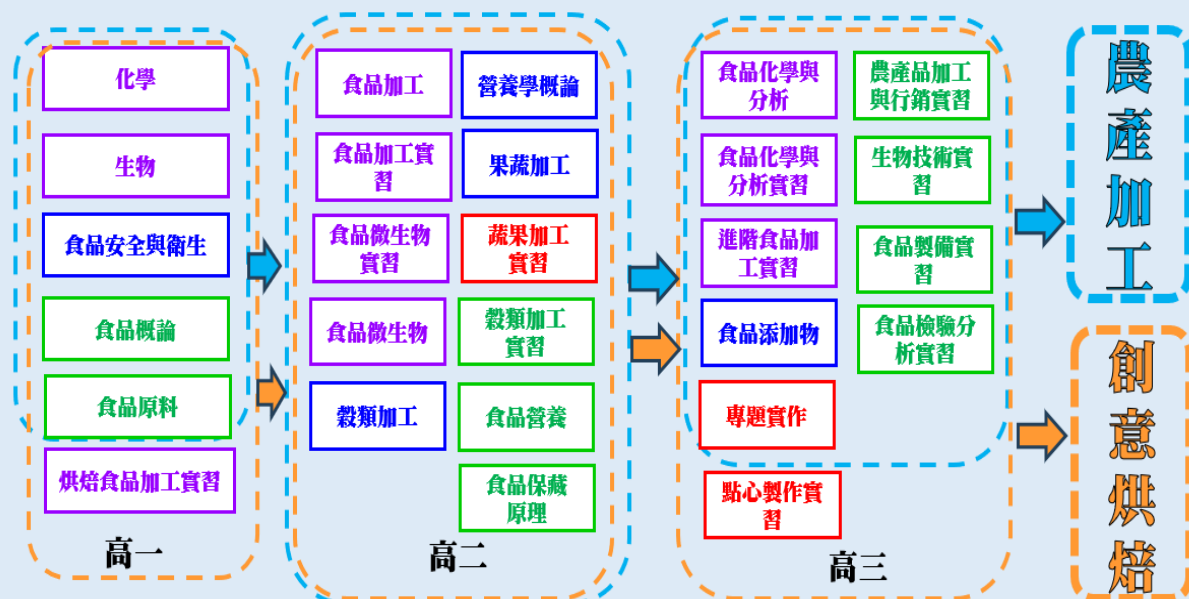 化學
生物
食品安全與衛生
食品概論
食品原料
烘焙食品加工實習
高一
食品加工
食品加工實
習
食品微生物
實習
食品微生物
穀類加工
營養學概論
果蔬加工
蔬果加工
實習
穀類加工
實習
食品營養
食品保藏
原理
高二
食品化學與
分析
食品化學與
分析實習
進階食品加
工實習
食品添加物
專題實作
點心製作實
習
農產品加工
與行銷實習
生物技術實
習
食品製備實
習
食品檢驗分
析實習
高三
農產加工
創意烘焙